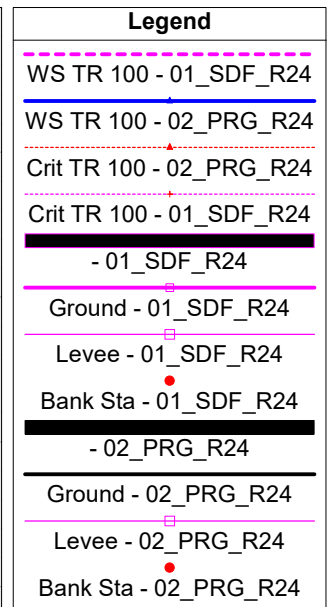 Legend
WS TR 100 - 01_SDF_R24
WS TR 100 - 02_PRG_R24
Crit TR 100 - 02_PRG_R24
Crit TR 100 - 01_SDF_R24
- 01_SDF_R24
Ground - 01_SDF_R24
Levee - 01_SDF_R24
Bank Sta - 01_SDF_R24
- 02_PRG_R24
Ground - 02_PRG_R24
Levee - 02_PRG_R24
Bank Sta - 02_PRG_R24